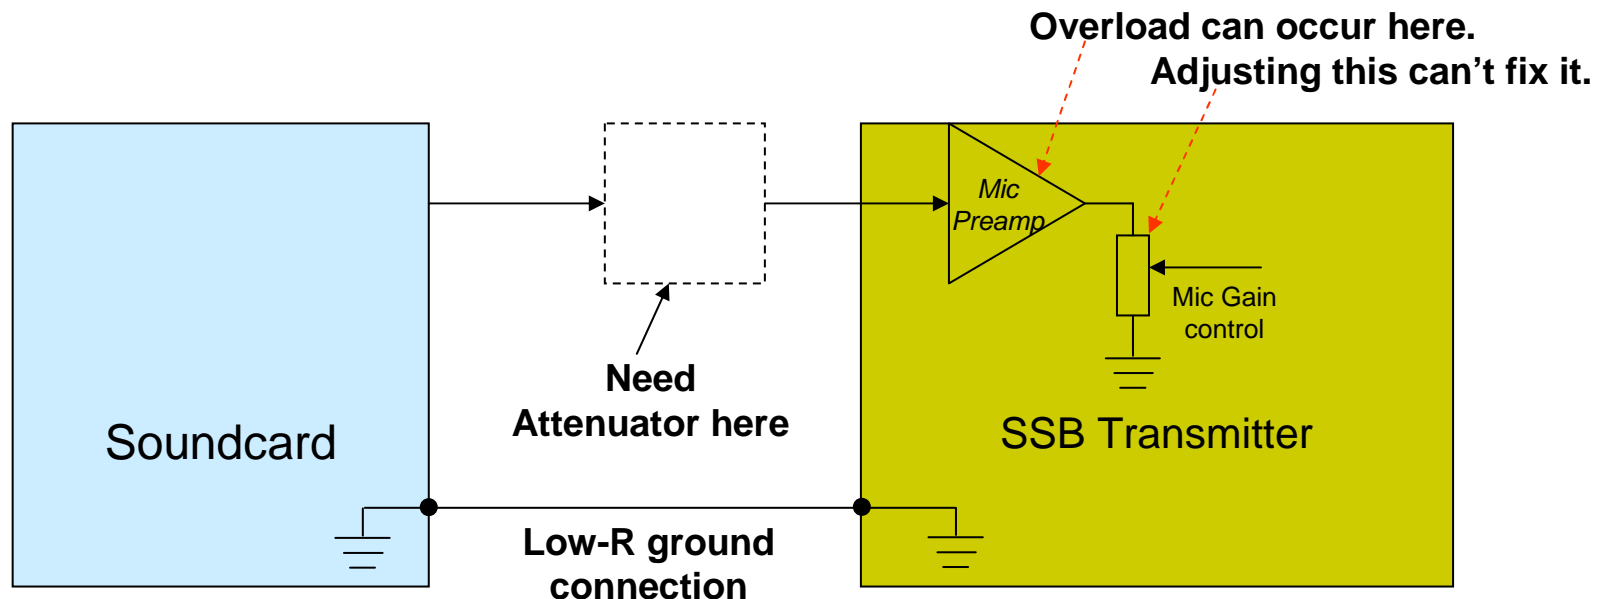 Overload can occur here.
Adjusting this can’t fix it.
Mic
Preamp
Mic Gain
control
Need
Attenuator here
Soundcard
SSB Transmitter
Low-R ground
connection